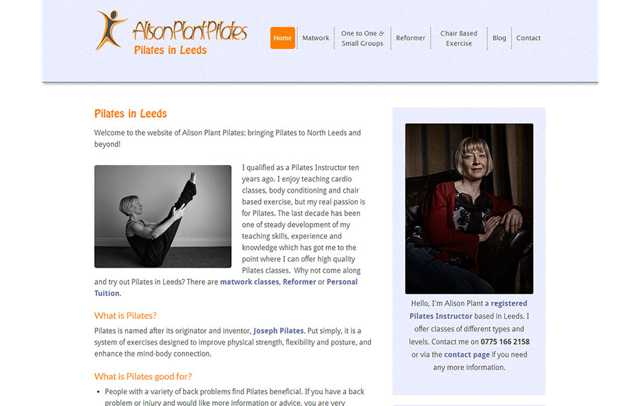 AlisonPlantPilates
Pilates in Leeds
Home
Matwork
One to One &
Small Groups
Reformer
Chair Based
Exercise
Blog
Contact
Pilates in Leeds
Welcome to the website of Alison Plant Pilates; bringing Pilates to North Leeds and
beyond!
I qualified as a Pilates Instructor ten
years ago. I enjoy teaching cardio
classes, body conditioning and chair
based exercise, but my real passion is
for Pilates. The last decade has been
one of steady development of my
teaching skills, experience and
knowledge which has got me to the
point where I can offer high quality
Pilates classes. Why not come along
and try out Pilates in Leeds? There are matwork classes, Reformer or Personal
Tuition.
What is Pilates?
Pilates is named after its originator and inventor, Joseph Pilates. Put simply, it is a
system of exercises designed to improve physical strength, flexibility and posture, and
enhance the mind-body connection.
What is Pilates good for?
• People with a variety of back problems find Pilates beneficial. If you have a back
problem or injury and would like more information or advice, you are very
Hello, I'm Alison Plant a registered
Pilates Instructor based in Leeds. I
offer classes of different types and
levels. Contact me on 0775 166 2158
or via the contact page if you need
any more information.